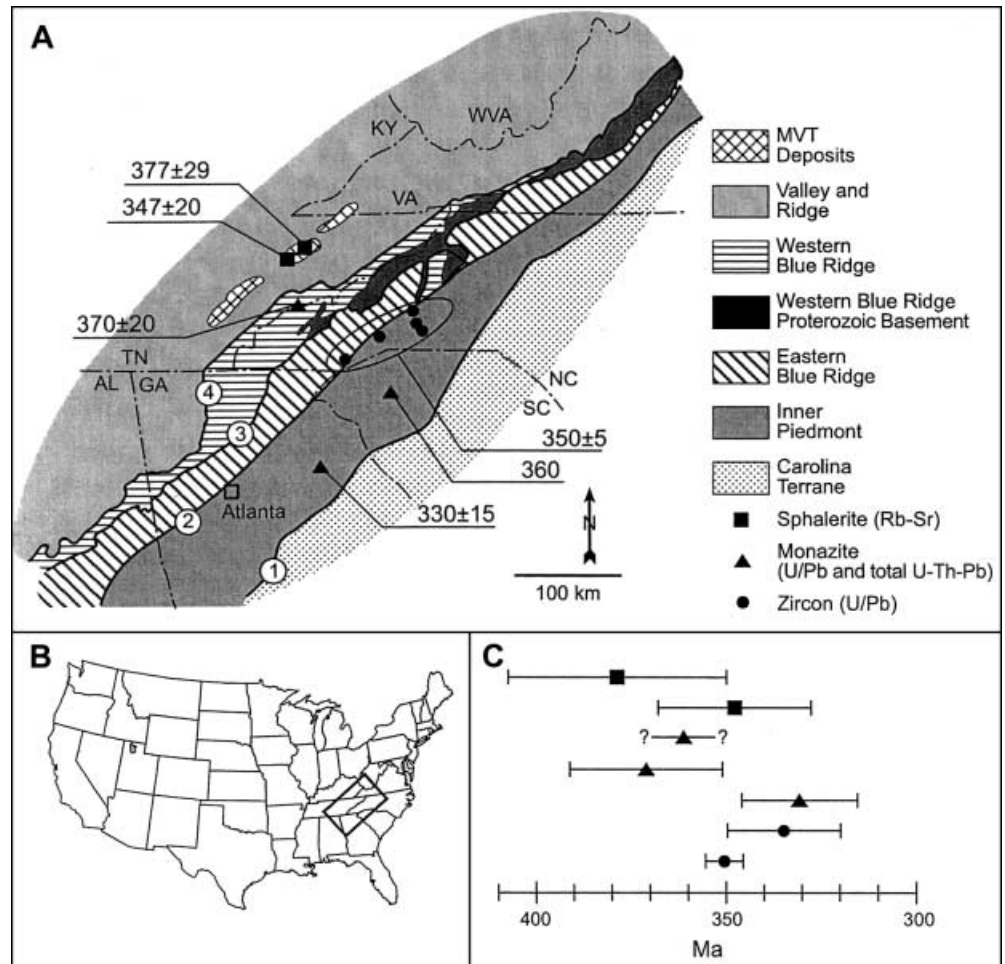 A
KY
WVA
377±29
347±20
VA
370±20
TN
AL
GA
4
3
NC
SC
350±5
360
Atlanta
2
330±15
1
N
100 km
MVT
Deposits
Valley and
Ridge
Western
Blue Ridge
Western Blue Ridge
Proterozoic Basement
Eastern
Blue Ridge
Inner
Piedmont
Carolina
Terrane
Sphalerite (Rb-Sr)
Monazite
(U/Pb and total U-Th-Pb)
Zircon (U/Pb)
B
C
? ?
400 350 300
Ma